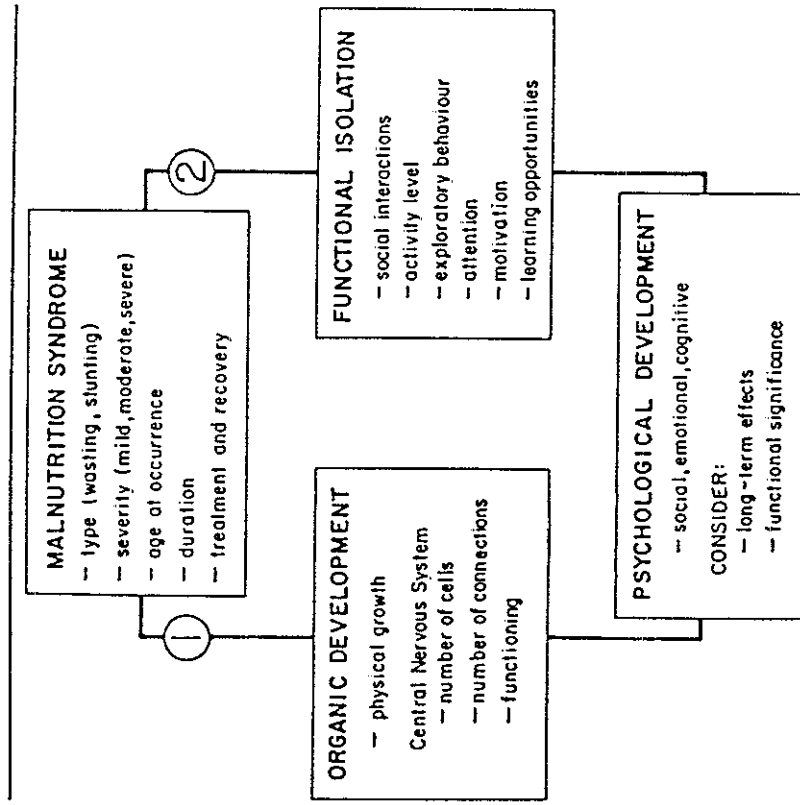 MALNUTRITION SYNDROME
– type (wasting, stunting)
– severity (mild, moderate, severe)
– age at occurrence
– duration
– treatment and recovery
1
2
ORGANIC DEVELOPMENT
– physical growth
Central Nervous System
– number of cells
– number of connections
– functioning
FUNCTIONAL ISOLATION
– social interactions
– activity level
– exploratory behaviour
– attention
– motivation
– learning opportunities
PSYCHOLOGICAL DEVELOPMENT
– social, emotional, cognitive
CONSIDER:
– long-term effects
– functional significance